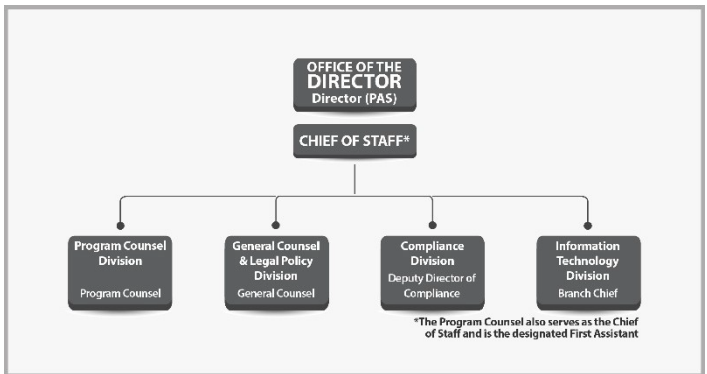 OFFICE OF THE
DIRECTOR
Director (PAS)
CHIEF OF STAFF*
Program Counsel
Division
Program Counsel
General Counsel
& Legal Policy
Division
General Counsel
Compliance
Division
Deputy Director of
Compliance
Information
Technology
Division
Branch Chief
*The Program Counsel also serves as the Chief
of Staff and is the designated First Assistant